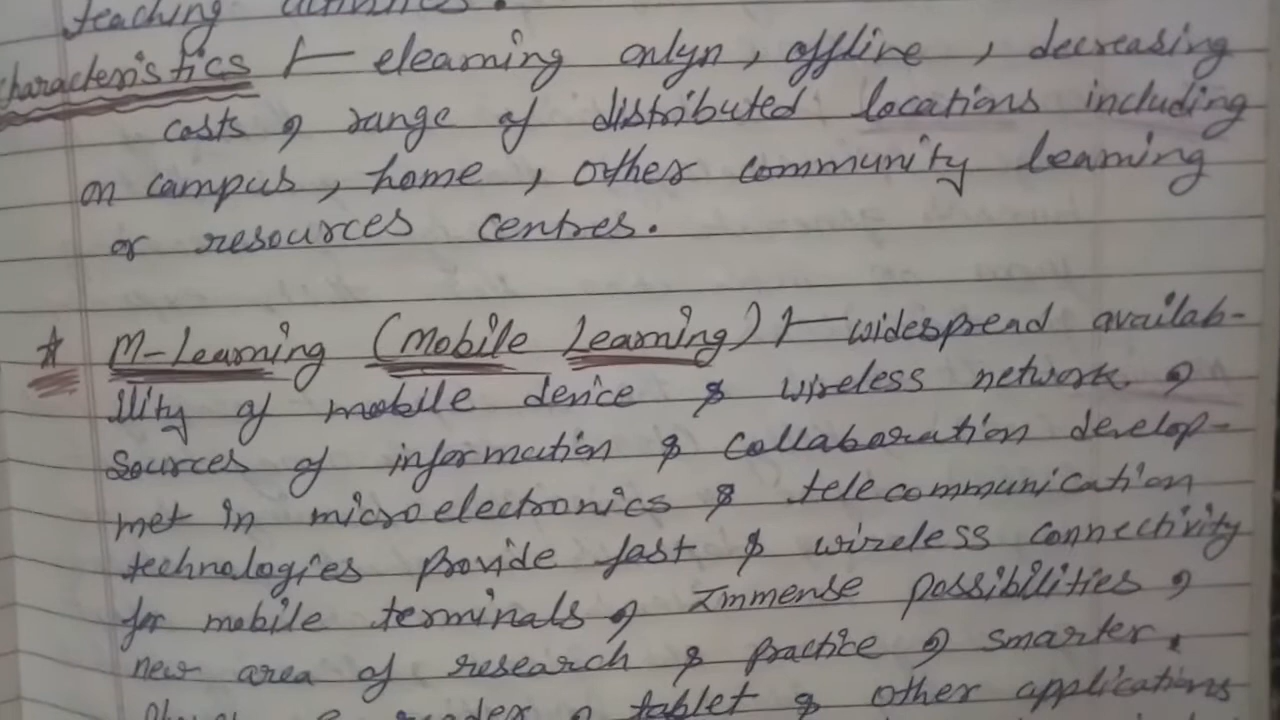 teaching
characteristics :- elearning onlyn, offline, decreasing
costs, range of distributed locations including
on campus, home, other community learning
or resources centres.
* M-Learning (Mobile Learning) :- widespread availab-
ility of mobile device & wireless network,
Sources of information & collaboration develop-
met in microelectronics & telecommunication
technologies provide fast & wireless connectivity
for mobile terminals, Immense possibilities,
new area of research & practice, smarter
tablet & other applications